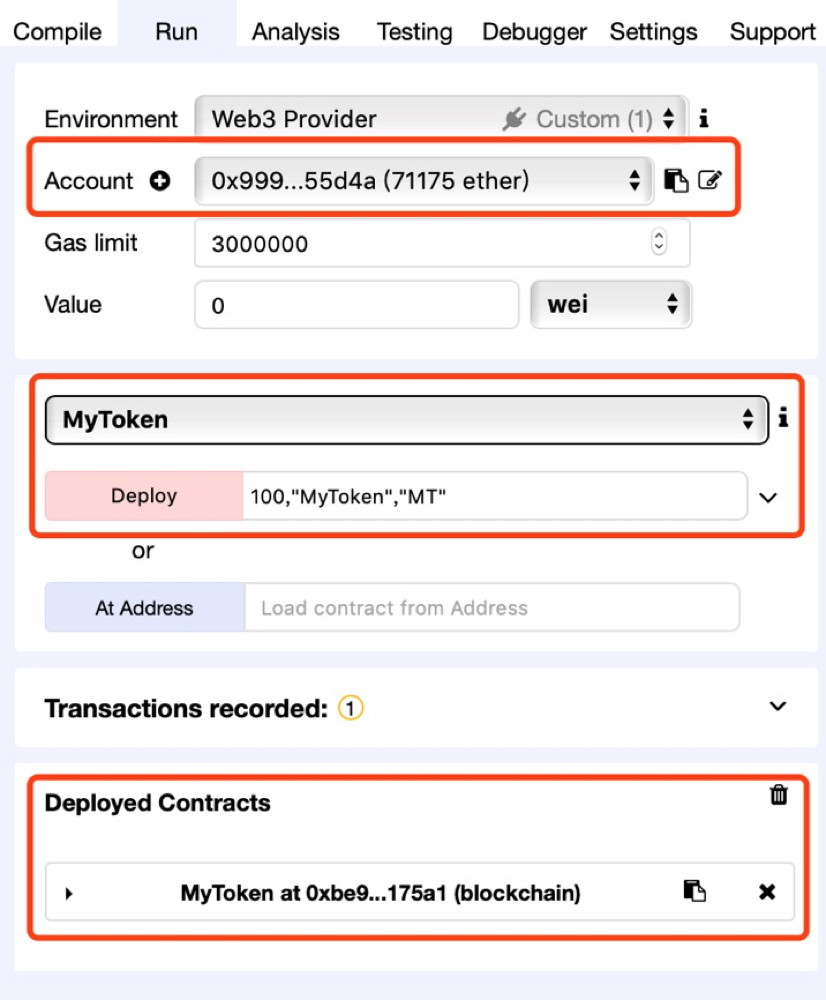 Compile Run Analysis Testing Debugger Settings Support
Environment Web3 Provider Custom (1) i
Account 0x999...55d4a (71175 ether)
Gas limit 3000000
Value 0 wei
MyToken i
Deploy 100,"MyToken","MT"
or
At Address Load contract from Address
Transactions recorded: 1
Deployed Contracts
MyToken at 0xbe9...175a1 (blockchain)